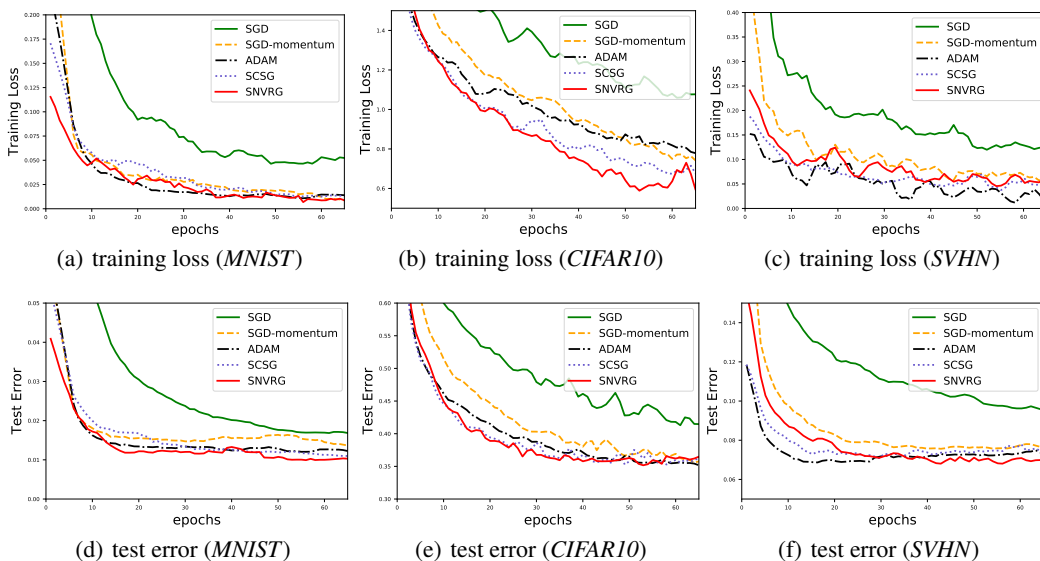 0.200
0.175
0.150
0.125
0.100
0.075
0.050
0.025
0.000
Training Loss
0 10 20 30 40 50 60
epochs
SGD
SGD-momentum
ADAM
SCSG
SNVRG
(a) training loss (MNIST)
1.4
1.2
1.0
0.8
0.6
Training Loss
0 10 20 30 40 50 60
epochs
SGD
SGD-momentum
ADAM
SCSG
SNVRG
(b) training loss (CIFAR10)
0.40
0.35
0.30
0.25
0.20
0.15
0.10
0.05
0.00
Training Loss
0 10 20 30 40 50 60
epochs
SGD
SGD-momentum
ADAM
SCSG
SNVRG
(c) training loss (SVHN)
0.05
0.04
0.03
0.02
0.01
0.00
Test Error
0 10 20 30 40 50 60
epochs
SGD
SGD-momentum
ADAM
SCSG
SNVRG
(d) test error (MNIST)
0.60
0.55
0.50
0.45
0.40
0.35
0.30
Test Error
0 10 20 30 40 50 60
epochs
SGD
SGD-momentum
ADAM
SCSG
SNVRG
(e) test error (CIFAR10)
0.14
0.12
0.10
0.08
0.06
Test Error
0 10 20 30 40 50 60
epochs
SGD
SGD-momentum
ADAM
SCSG
SNVRG
(f) test error (SVHN)